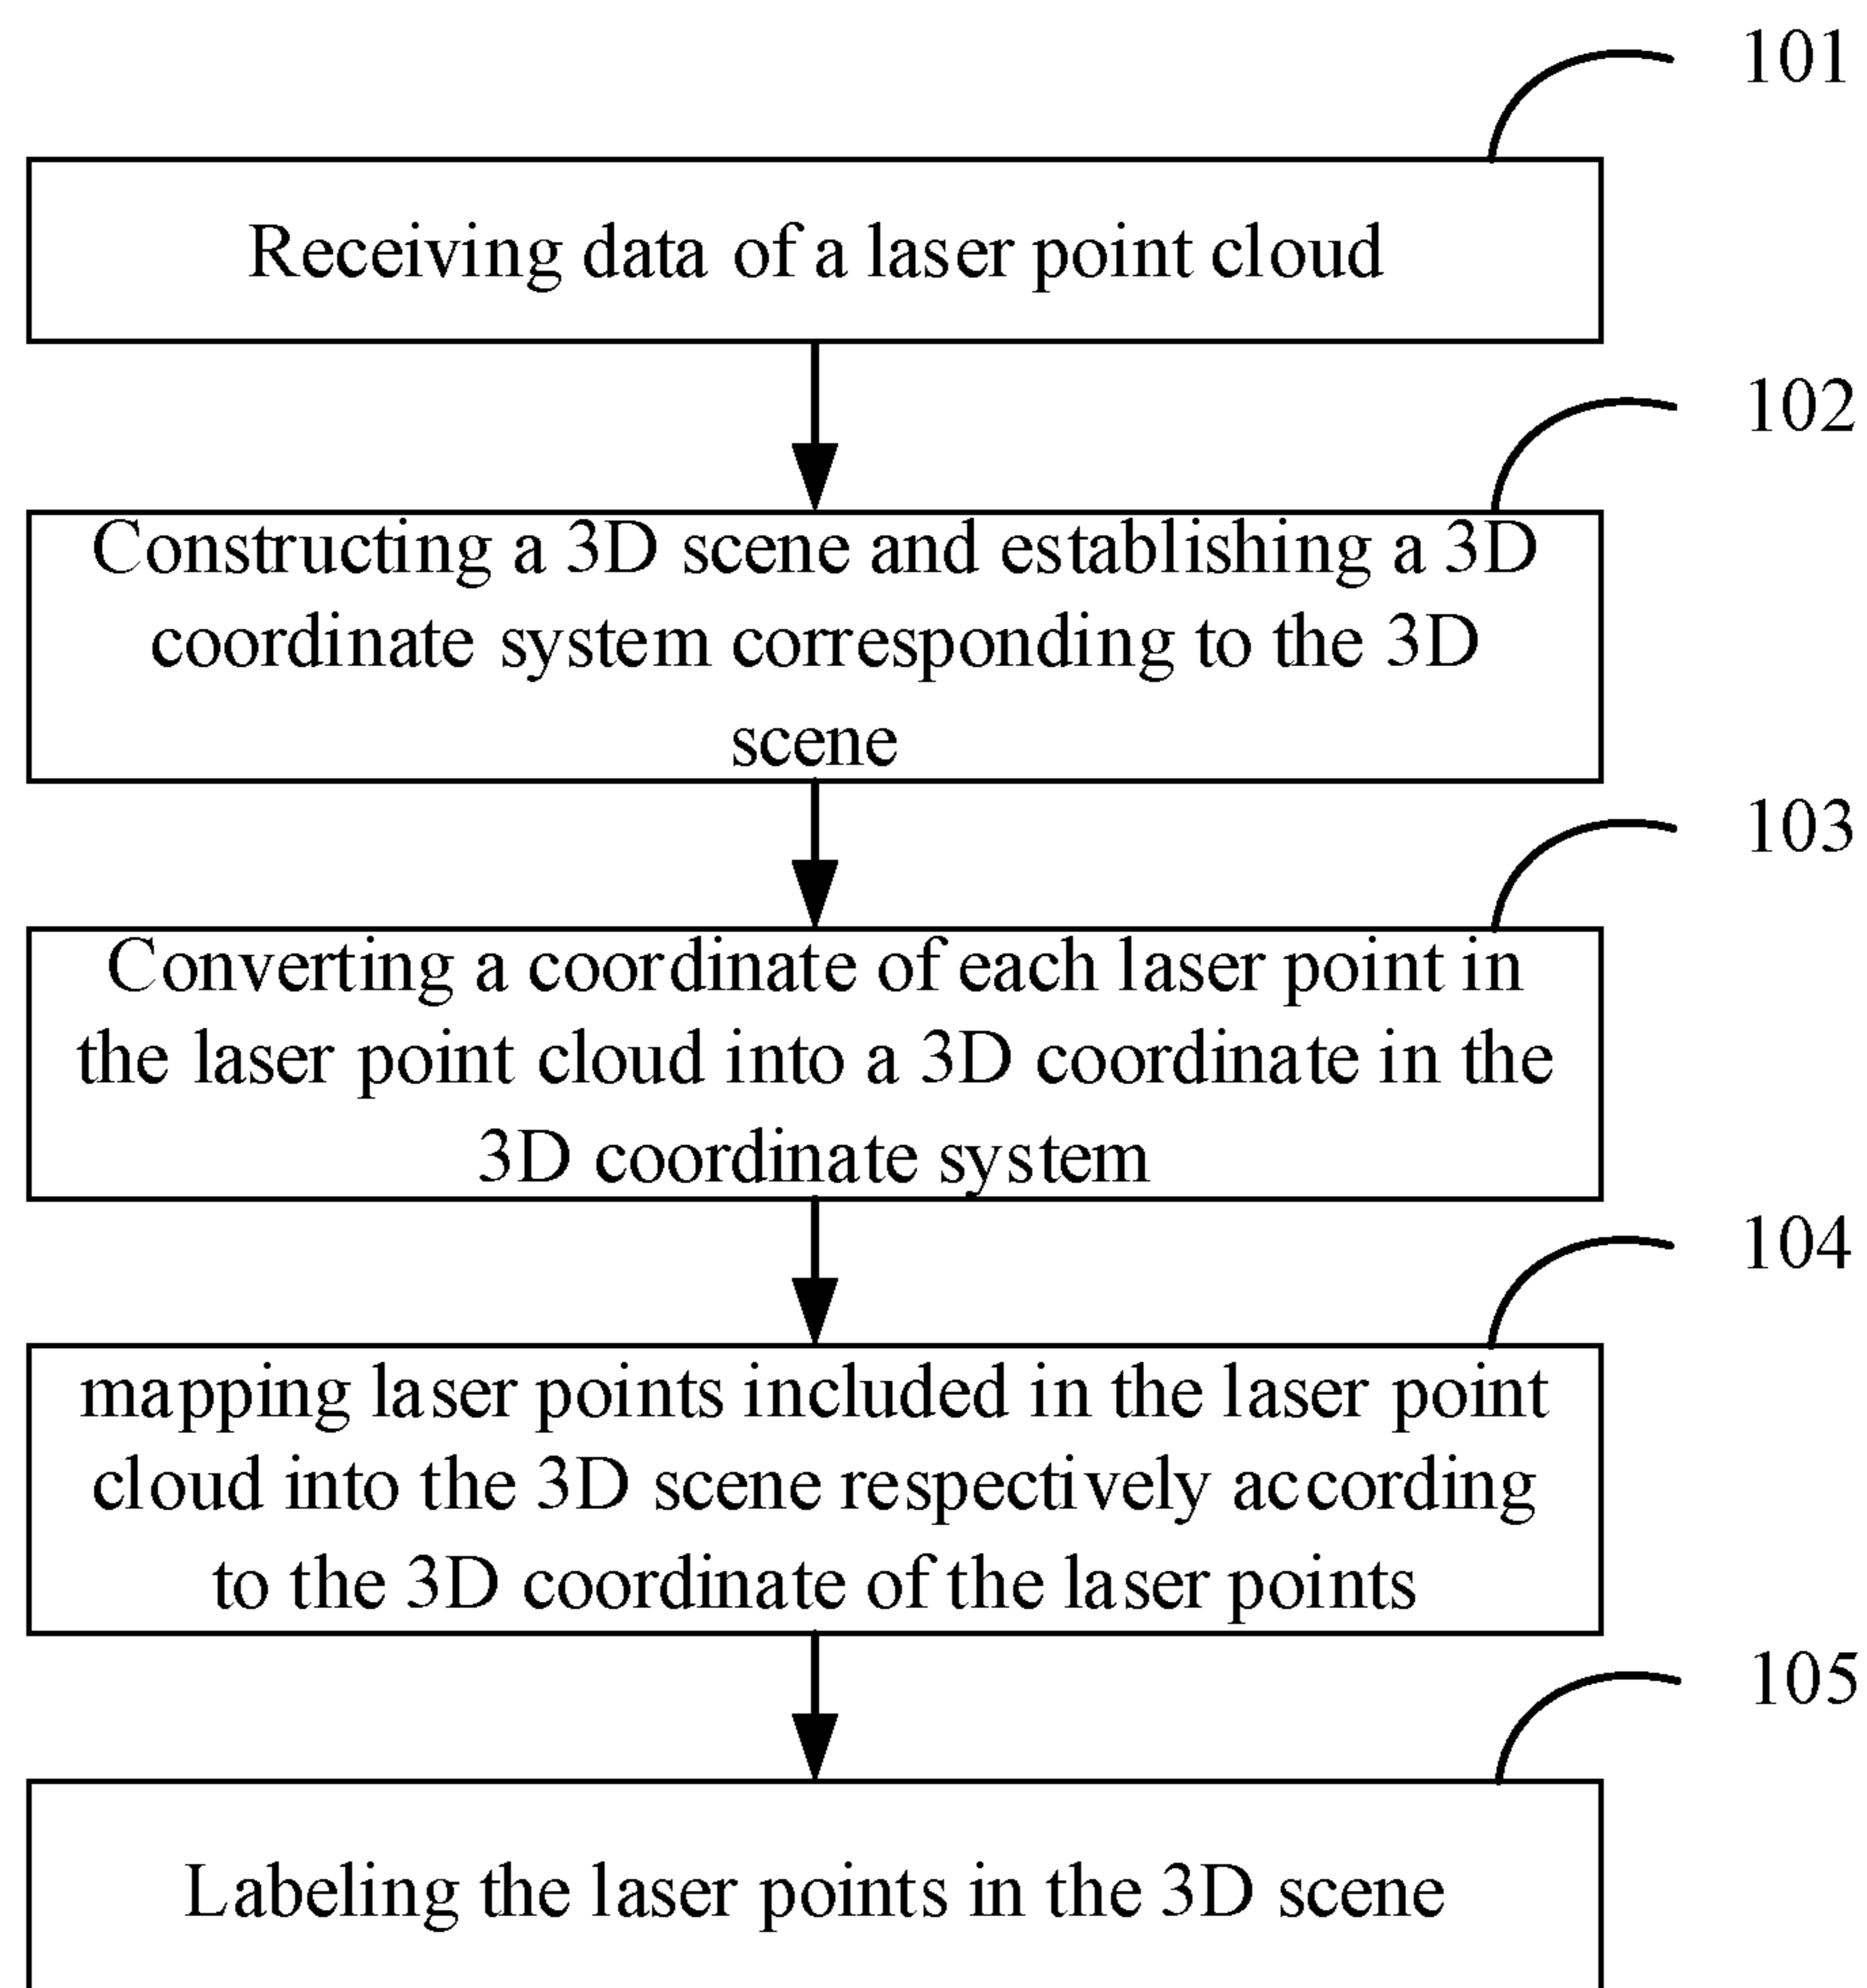 101
Receiving data of a laser point cloud
102
Constructing a 3D scene and establishing a 3D
coordinate system corresponding to the 3D
scene
103
Converting a coordinate of each laser point in
the laser point cloud into a 3D coordinate in the
3D coordinate system
104
mapping laser points included in the laser point
cloud into the 3D scene respectively according
to the 3D coordinate of the laser points
105
Labeling the laser points in the 3D scene